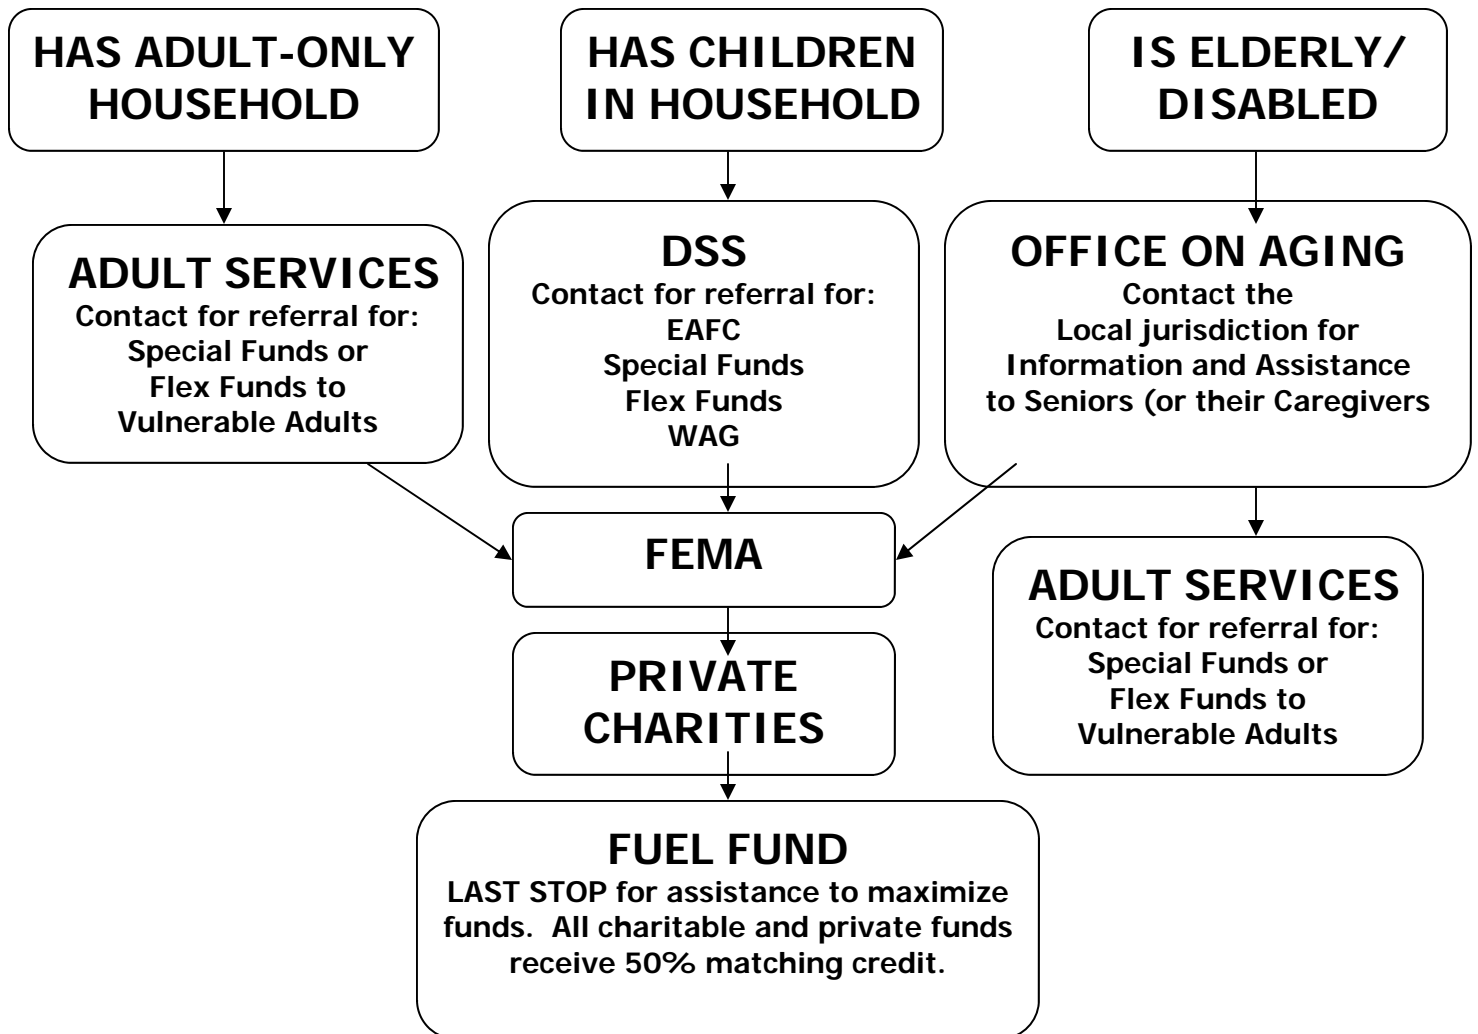 HAS ADULT-ONLY
HOUSEHOLD
HAS CHILDREN
IN HOUSEHOLD
IS ELDERLY/
DISABLED
ADULT SERVICES
Contact for referral for:
Special Funds or
Flex Funds to
Vulnerable Adults
DSS
Contact for referral for:
EAFC
Special Funds
Flex Funds
WAG
OFFICE ON AGING
Contact the
Local jurisdiction for
Information and Assistance
to Seniors (or their Caregivers
FEMA
ADULT SERVICES
Contact for referral for:
Special Funds or
Flex Funds to
Vulnerable Adults
PRIVATE
CHARITIES
FUEL FUND
LAST STOP for assistance to maximize
funds.  All charitable and private funds
receive 50% matching credit.